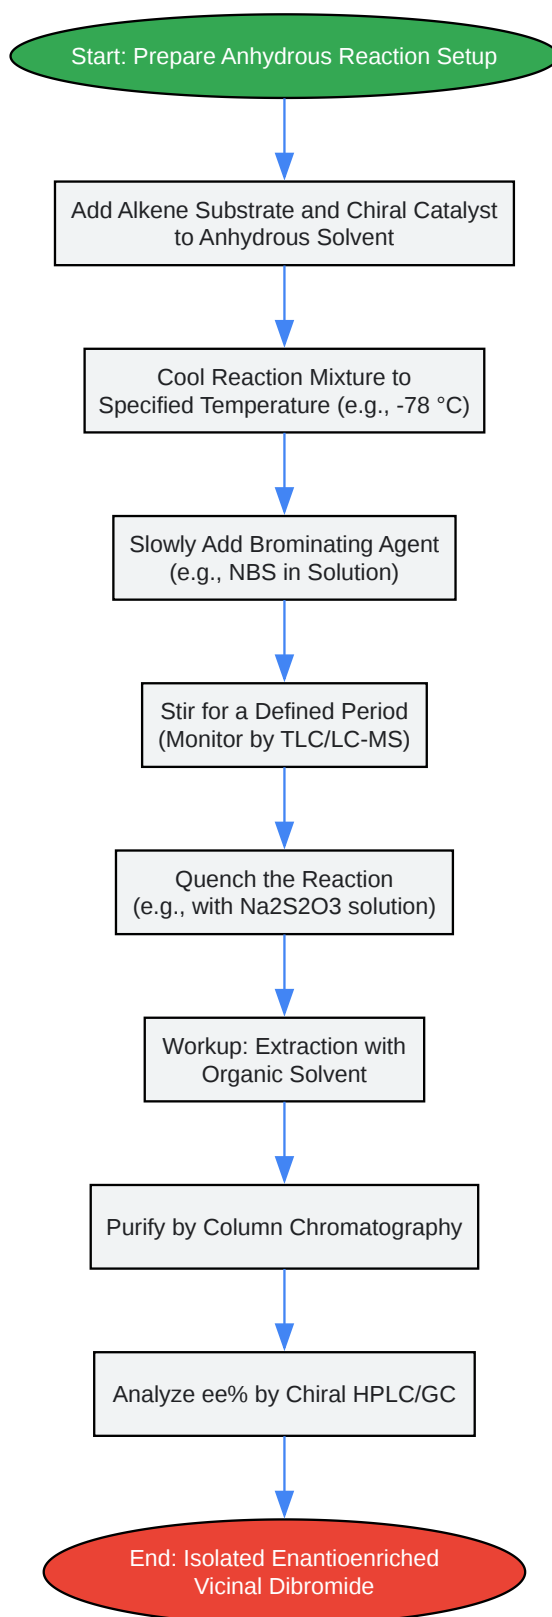 Start: Prepare Anhydrous Reaction Setup
Add Alkene Substrate and Chiral Catalyst
to Anhydrous Solvent
Cool Reaction Mixture to
Specified Temperature (e.g., -78 °C)
Slowly Add Brominating Agent
(e.g., NBS in Solution)
Stir for a Defined Period
(Monitor by TLC/LC-MS)
Quench the Reaction
(e.g., with Na2S2O3 solution)
Workup: Extraction with
Organic Solvent
Purify by Column Chromatography
Analyze ee% by Chiral HPLC/GC
End: Isolated Enantioenriched
Vicinal Dibromide